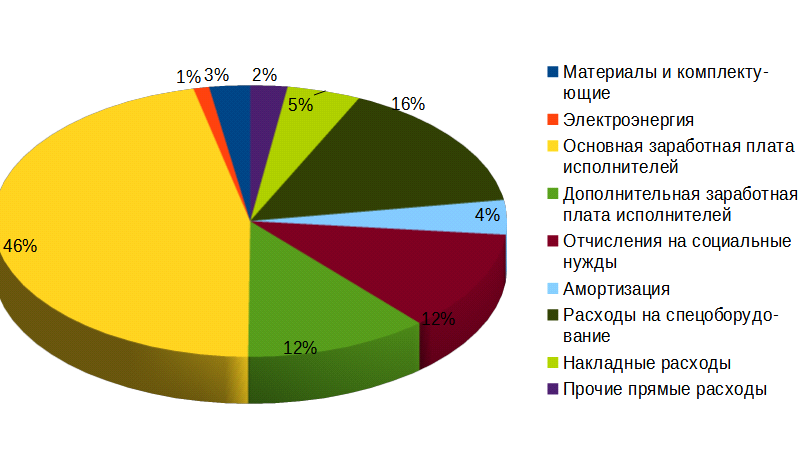 1%
3%
2%
5%
16%
4%
46%
12%
12%
Материалы и комплекту-
ющие
Электроэнергия
Основная заработная плата
исполнителей
Дополнительная заработная
плата исполнителей
Отчисления на социальные
нужды
Амортизация
Расходы на спецоборудо-
вание
Накладные расходы
Прочие прямые расходы